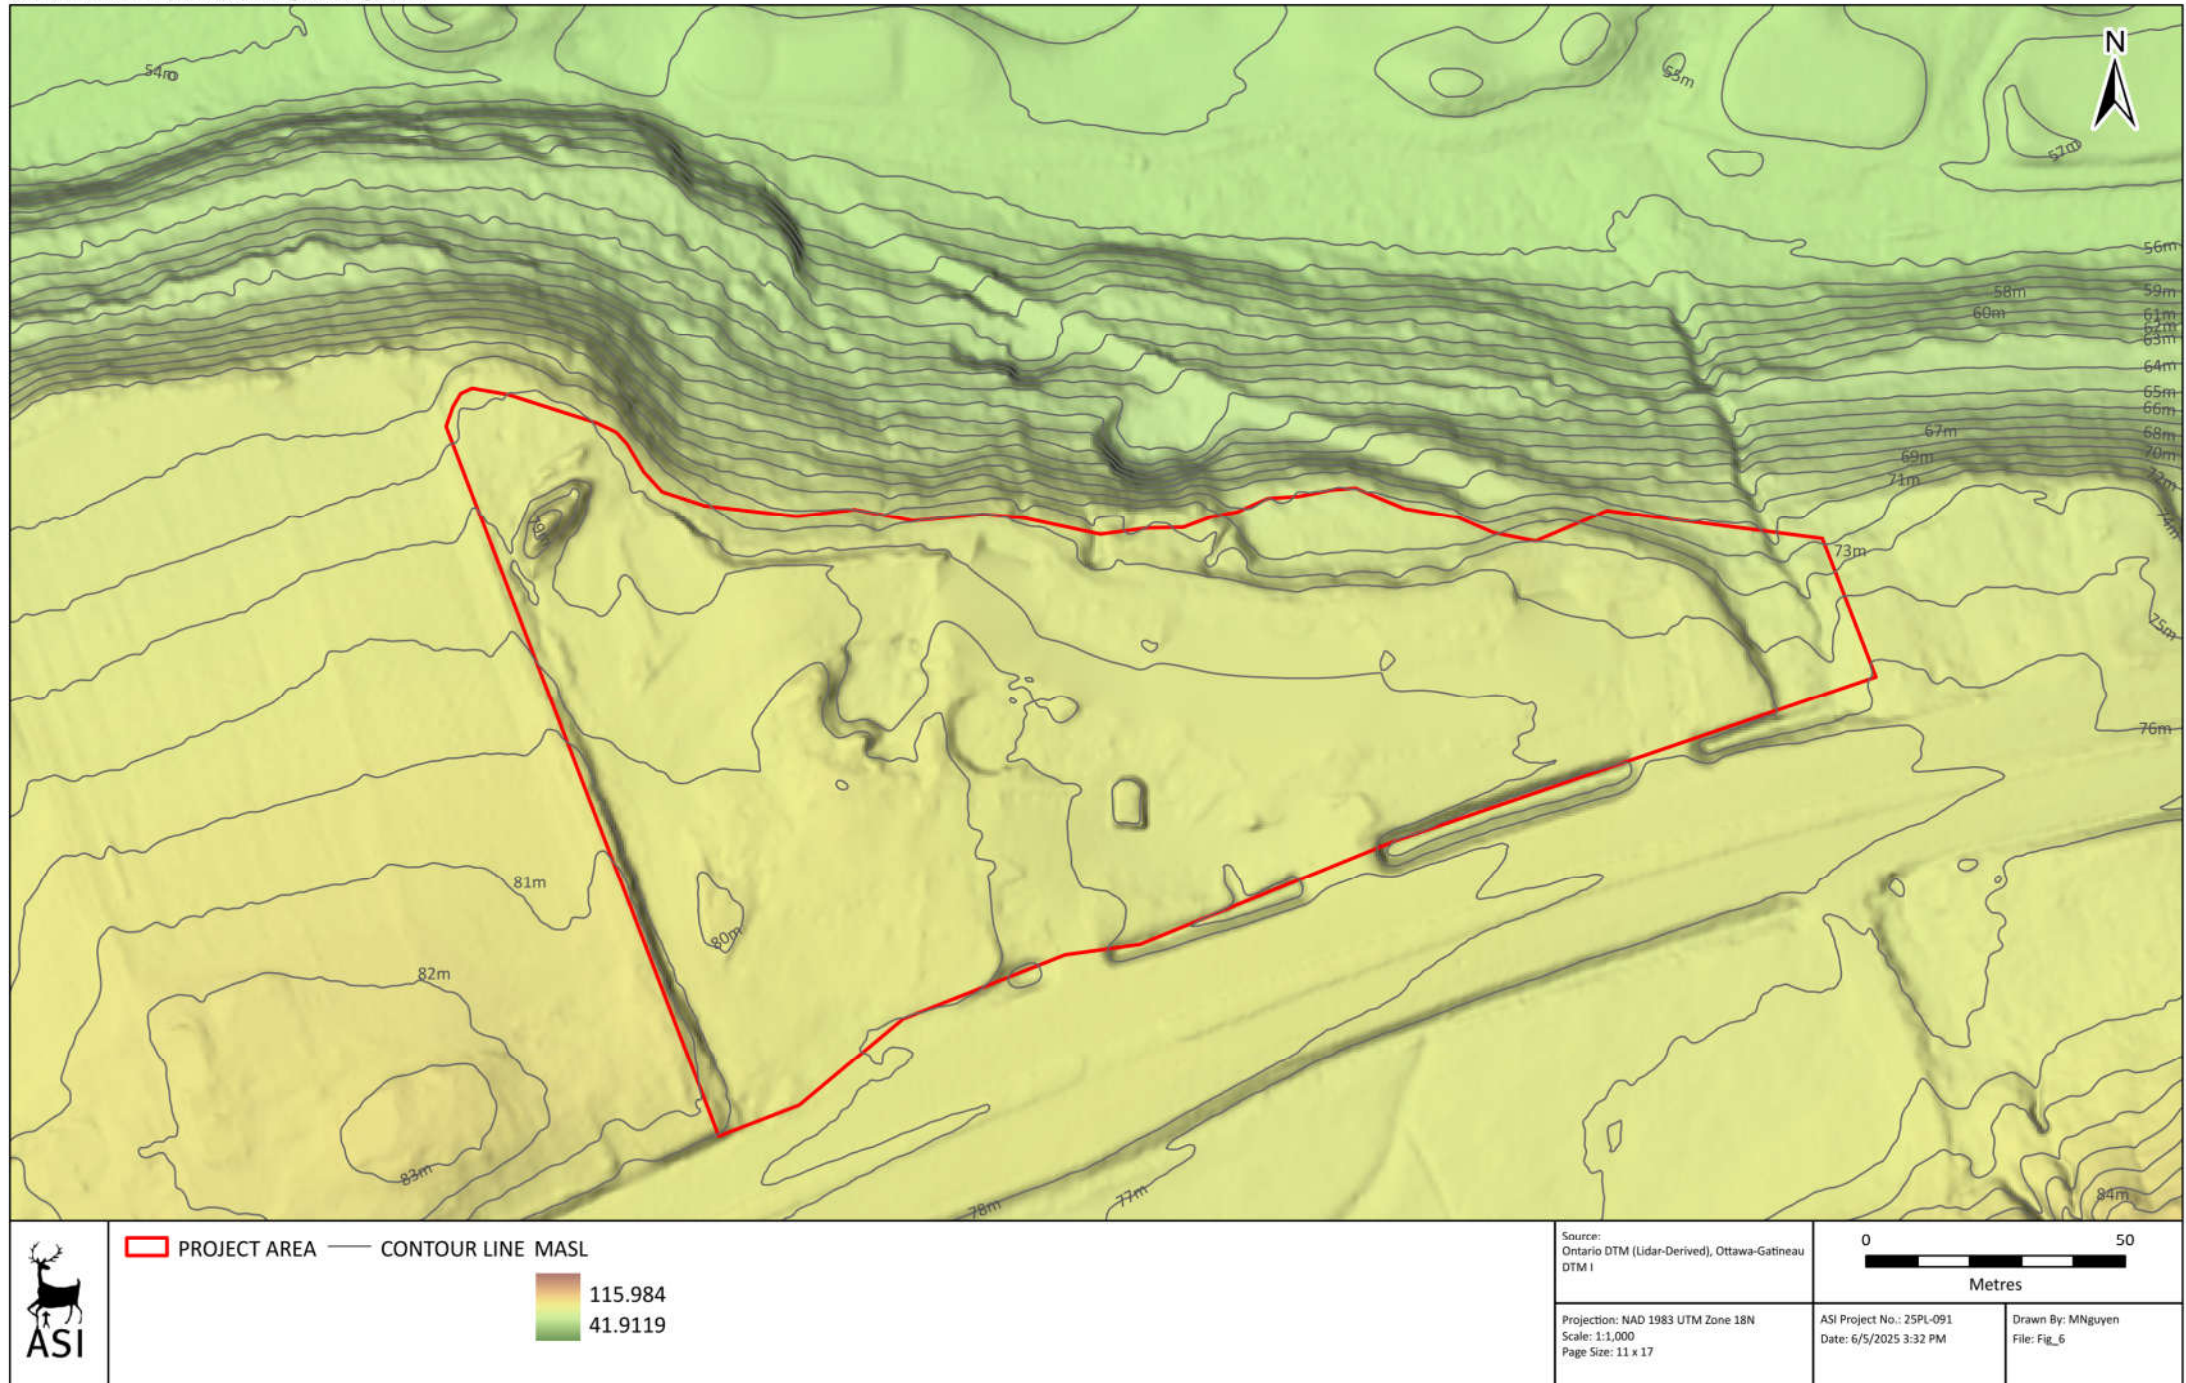 N
54m
55m
57m
56m
58m
59m
60m
61m
62m
63m
64m
65m
66m
67m
68m
69m
70m
71m
72m
74m
73m
75m
79m
76m
81m
80m
82m
83m
78m
77m
84m
PROJECT AREA
CONTOUR LINE
MASL
115.984
41.9119
ASI
Source:
Ontario DTM (Lidar-Derived), Ottawa-Gatineau
DTM I
0 50
Metres
Projection: NAD 1983 UTM Zone 18N
Scale: 1:1,000
Page Size: 11 x 17
ASI Project No.: 25PL-091
Date: 6/5/2025 3:32 PM
Drawn By: MNguyen
File: Fig_6